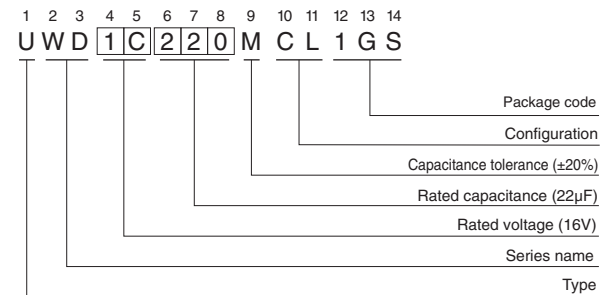 1 2 3 4 5 6 7 8 9 10 11 12 13 14
U W D 1 C 2 2 0 M C L 1 G S
Package code
Configuration
Capacitance tolerance (±20%)
Rated capacitance (22µF)
Rated voltage (16V)
Series name
Type